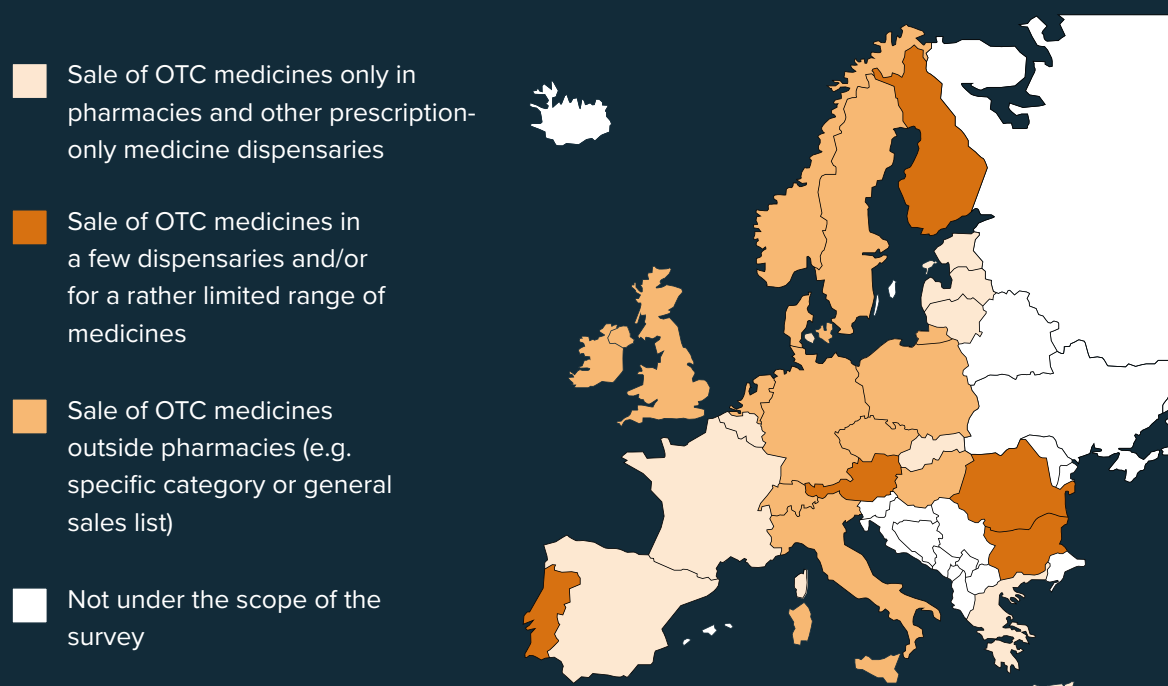 Sale of OTC medicines only in
pharmacies and other prescription-
only medicine dispensaries
Sale of OTC medicines in
a few dispensaries and/or
for a rather limited range of
medicines
Sale of OTC medicines
outside pharmacies (e.g.
specific category or general
sales list)
Not under the scope of the
survey